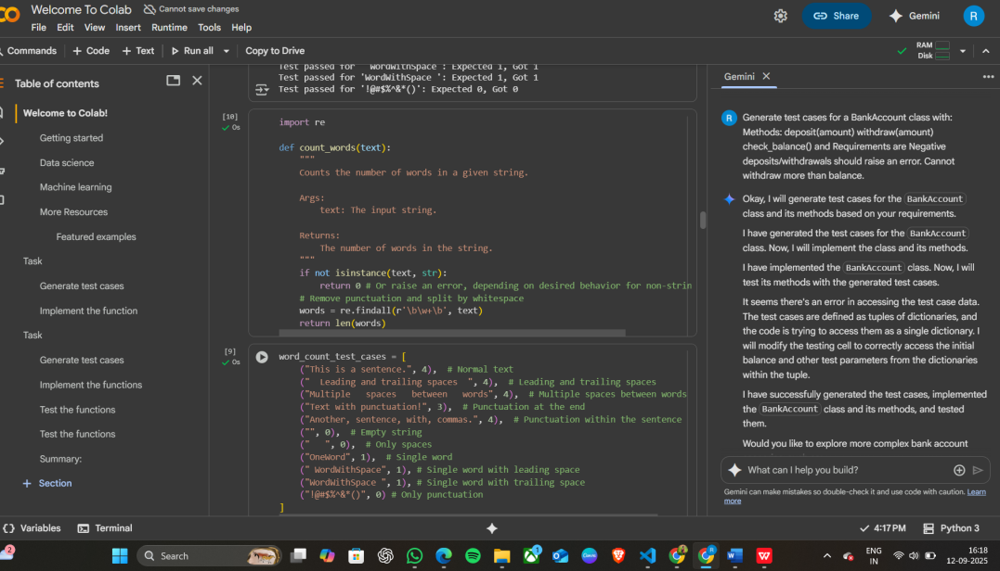 Welcome To Colab
Cannot save changes
File Edit View Insert Runtime Tools Help
Share
Gemini
R
Commands + Code + Text Run all Copy to Drive
RAM
Disk
Table of contents
Welcome to Colab!
Getting started
Data science
Machine learning
More Resources
Featured examples
Task
Generate test cases
Implement the function
Task
Generate test cases
Implement the functions
Test the functions
Test the functions
Summary:
+ Section
Test passed for ' WordWithSpace': Expected 1, Got 1
Test passed for 'WordWithSpace ': Expected 1, Got 1
Test passed for '!@#$%^&*()': Expected 0, Got 0
[10]
0s
import re
def count_words(text):
"""
Counts the number of words in a given string.
Args:
text: The input string.
Returns:
The number of words in the string.
"""
if not isinstance(text, str):
return 0 # Or raise an error, depending on desired behavior for non-strin
# Remove punctuation and split by whitespace
words = re.findall(r'\b\w+\b', text)
return len(words)
[9]
0s
word_count_test_cases = [
("This is a sentence.", 4), # Normal text
("  Leading and trailing spaces  ", 4), # Leading and trailing spaces
("Multiple   spaces   between   words", 4), # Multiple spaces between words
("Text with punctuation!", 3), # Punctuation at the end
("Another, sentence, with, commas.", 4), # Punctuation within the sentence
("", 0), # Empty string
("   ", 0), # Only spaces
("OneWord", 1), # Single word
(" WordWithSpace", 1), # Single word with leading space
("WordWithSpace ", 1), # Single word with trailing space
("!@#$%^&*()", 0) # Only punctuation
]
Gemini
R
Generate test cases for a BankAccount class with:
Methods: deposit(amount) withdraw(amount)
check_balance() and Requirements are Negative
deposits/withdrawals should raise an error. Cannot
withdraw more than balance.
Okay, I will generate test cases for the BankAccount
class and its methods based on your requirements.
I have generated the test cases for the BankAccount
class. Now, I will implement the class and its methods.
I have implemented the BankAccount class. Now, I will
test its methods with the generated test cases.
It seems there's an error in accessing the test case data.
The test cases are defined as tuples of dictionaries, and
the code is trying to access them as a single dictionary. I
will modify the testing cell to correctly access the initial
balance and other test parameters from the dictionaries
within the tuple.
I have successfully generated the test cases, implemented
the BankAccount class and its methods, and tested
them.
Would you like to explore more complex bank account
What can I help you build?
Gemini can make mistakes so double-check it and use code with caution. Learn
more
Variables Terminal
4:17PM Python 3
2
Search
1
ENG
IN
16:18
12-09-2025